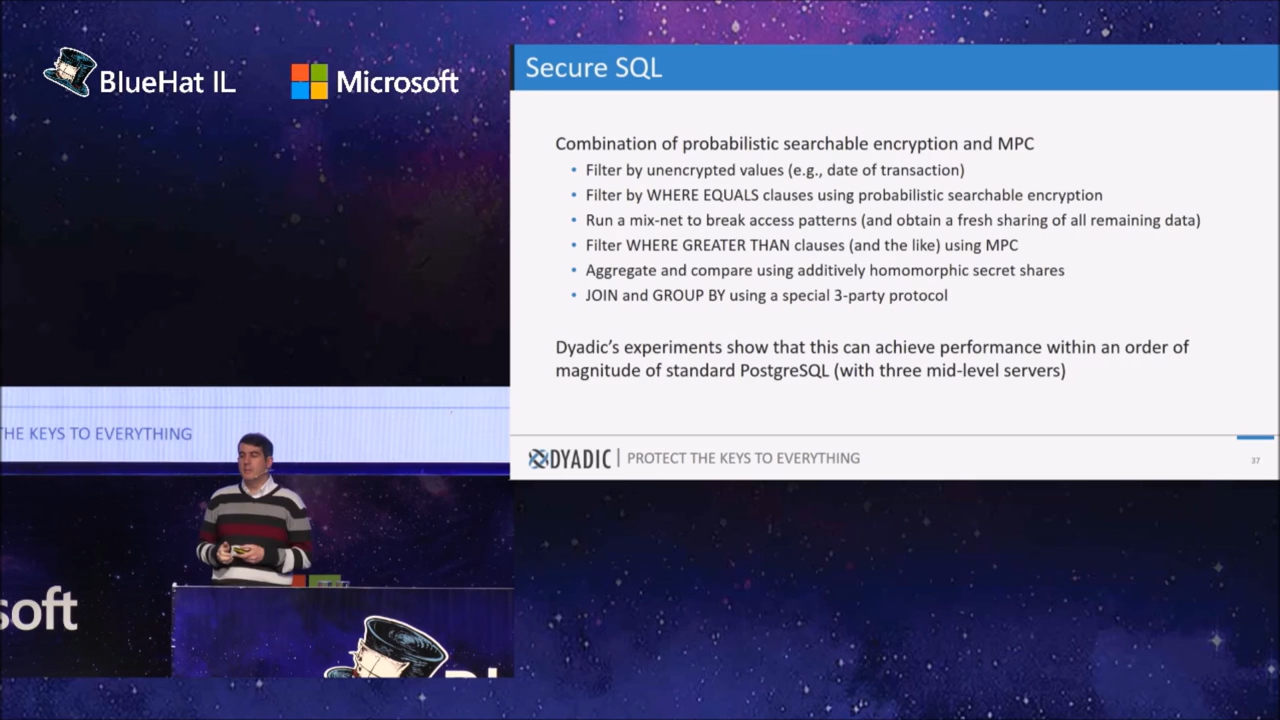 BlueHat IL
Microsoft
Secure SQL
Combination of probabilistic searchable encryption and MPC
• Filter by unencrypted values (e.g., date of transaction)
• Filter by WHERE EQUALS clauses using probabilistic searchable encryption
• Run a mix-net to break access patterns (and obtain a fresh sharing of all remaining data)
• Filter WHERE GREATER THAN clauses (and the like) using MPC
• Aggregate and compare using additively homomorphic secret shares
• JOIN and GROUP BY using a special 3-party protocol
Dyadic's experiments show that this can achieve performance within an order of
magnitude of standard PostgreSQL (with three mid-level servers)
DYADIC | PROTECT THE KEYS TO EVERYTHING
37
THE KEYS TO EVERYTHING
soft